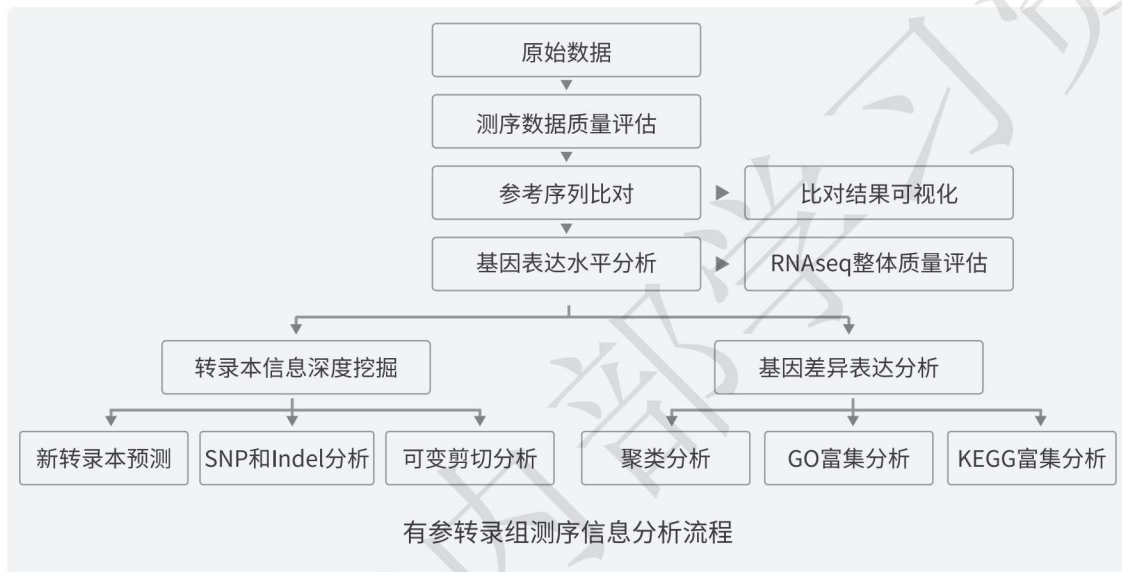 原始数据
测序数据质量评估
参考序列比对
比对结果可视化
基因表达水平分析
RNAseq整体质量评估
转录本信息深度挖掘
基因差异表达分析
新转录本预测
SNP和Indel分析
可变剪切分析
聚类分析
GO富集分析
KEGG富集分析
有参转录组测序信息分析流程
内部学习